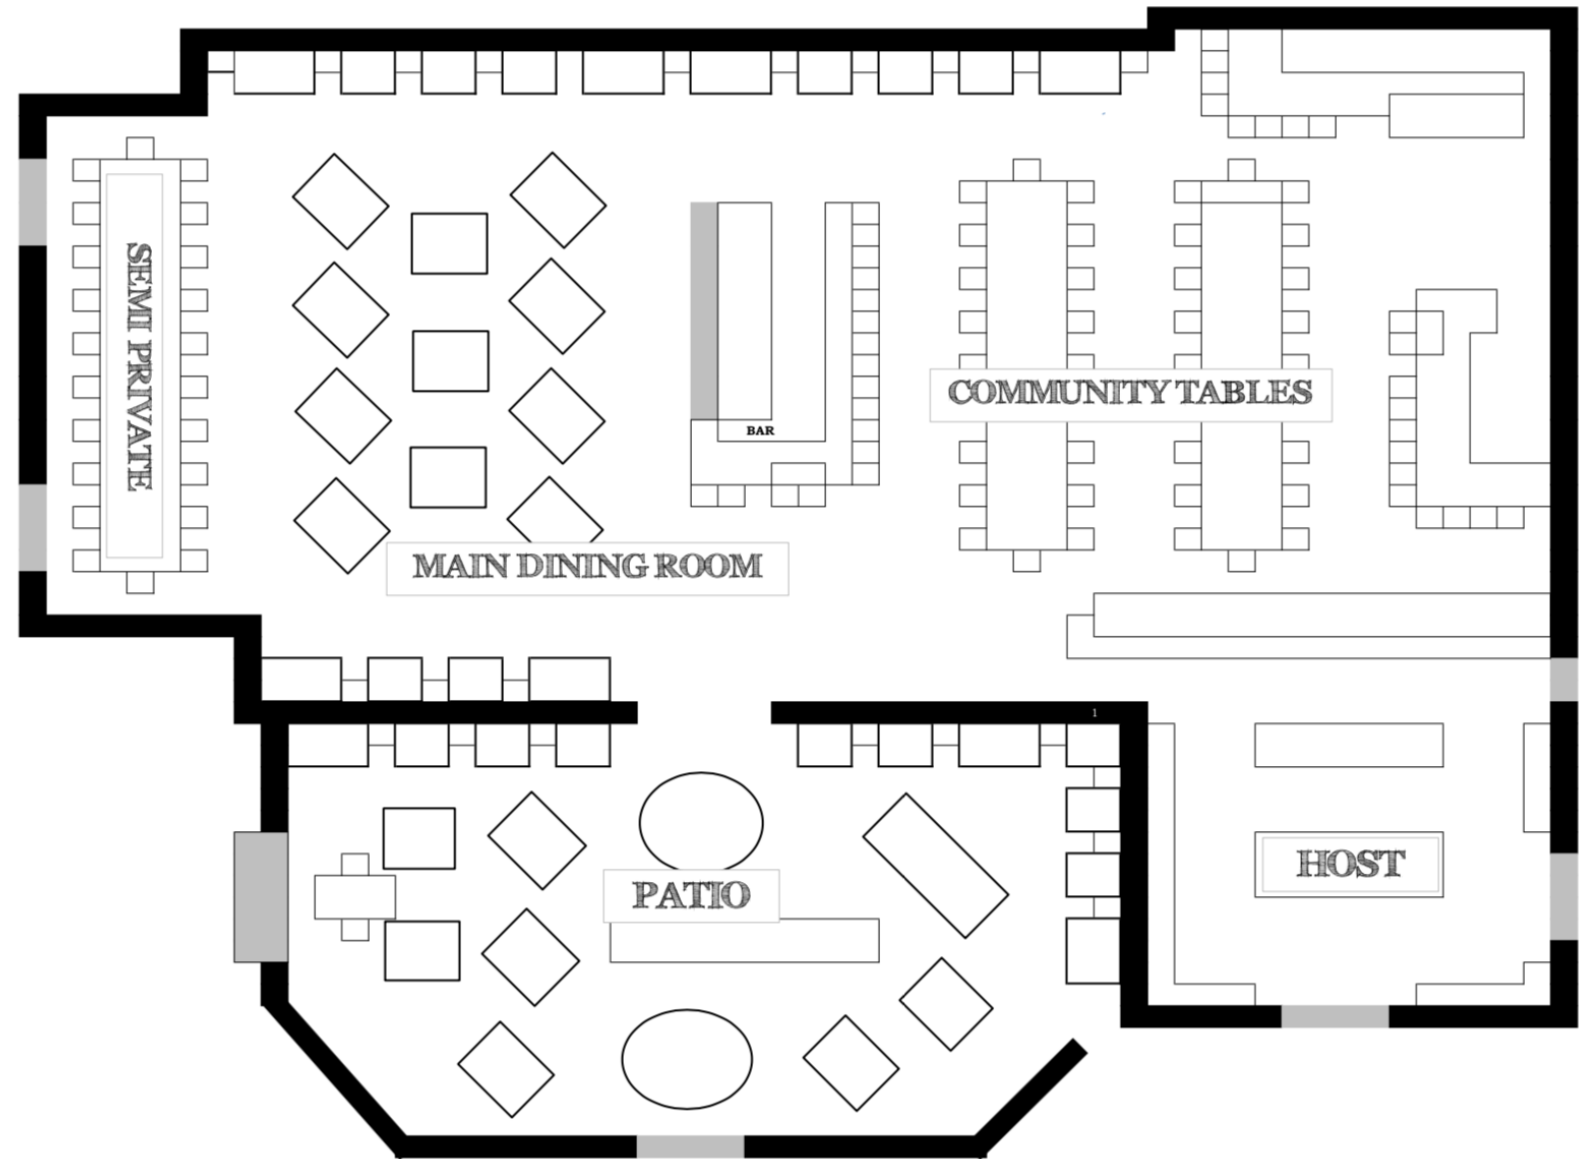 SEMI PRIVATE
COMMUNITY TABLES
BAR
MAIN DINING ROOM
1
HOST
PATIO